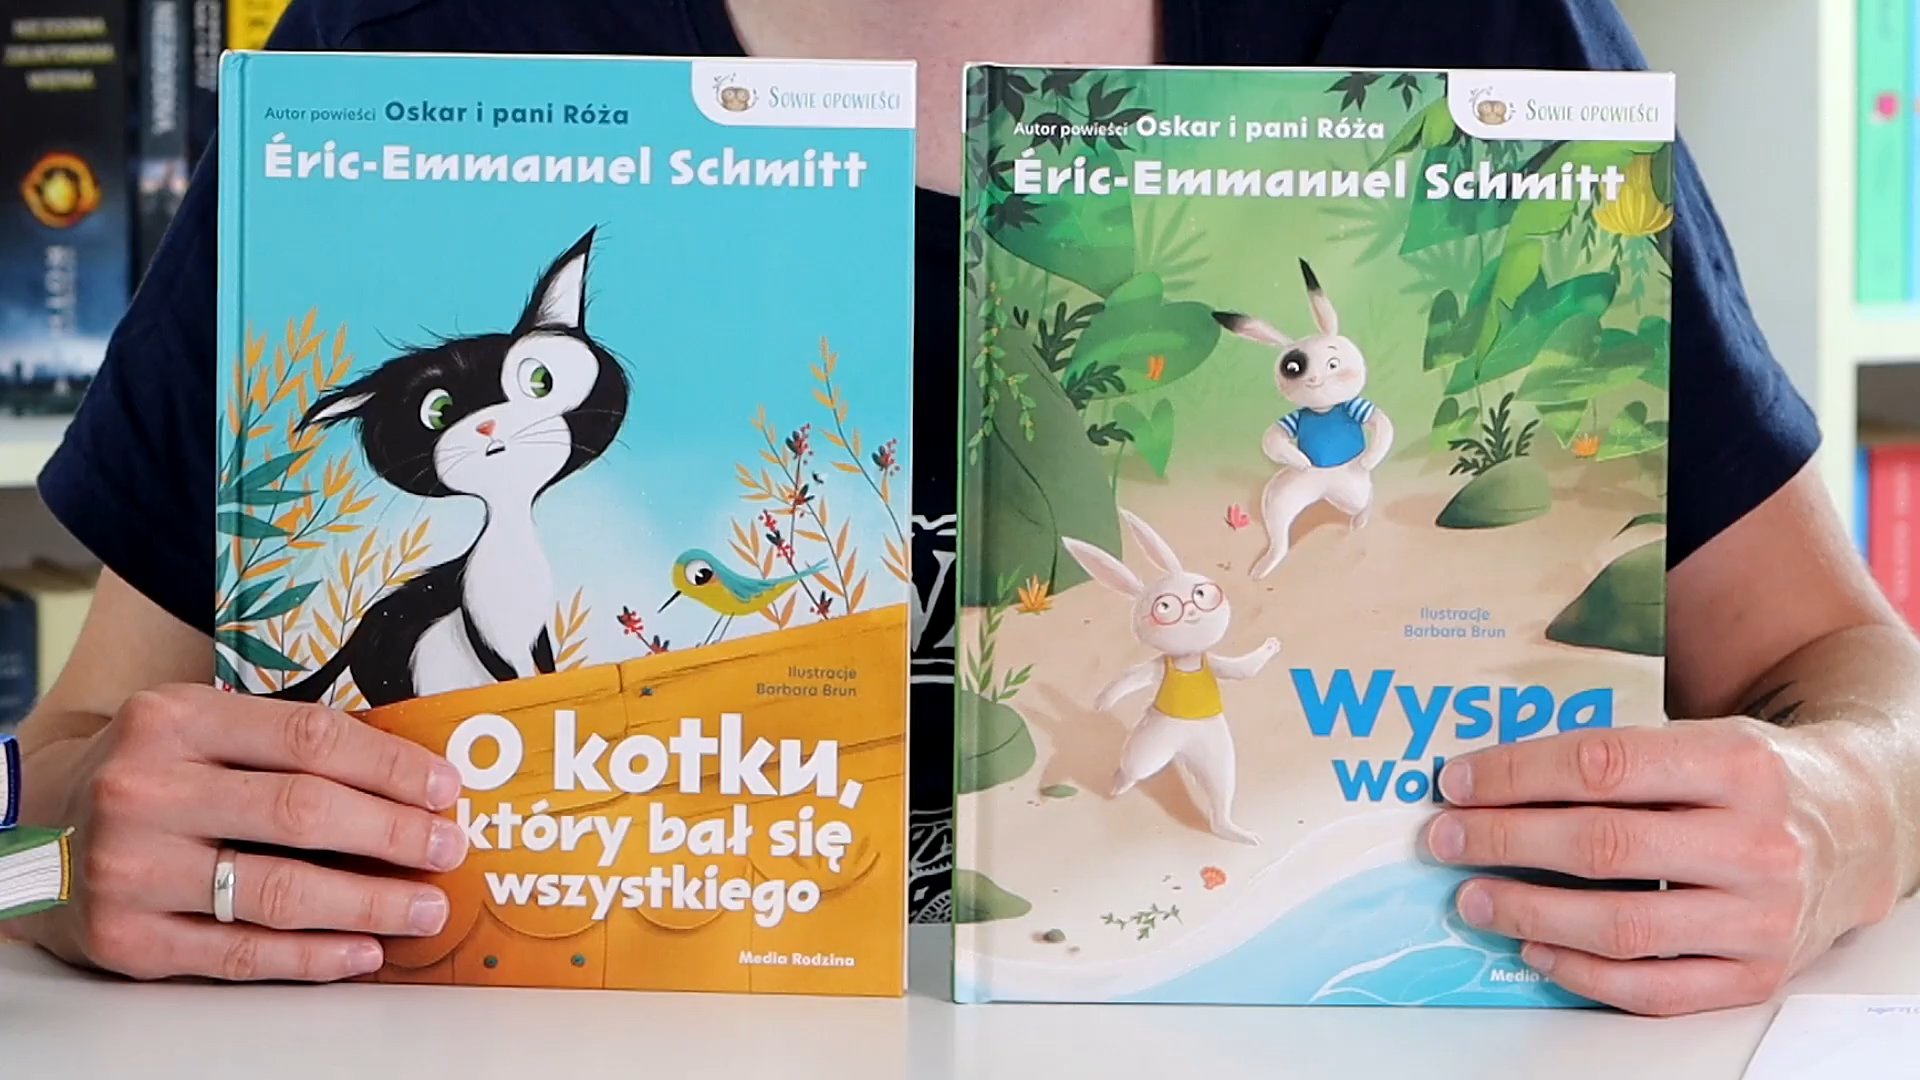 Autor powieści Oskar i pani Róża
Éric-Emmanuel Schmitt
SOWIE OPOWIEŚCI
Ilustracje
Barbara Brun
O kotku,
który bał się
wszystkiego
Media Rodzina
Autor powieści Oskar i pani Róża
Éric-Emmanuel Schmitt
SOWIE OPOWIEŚCI
Ilustracje
Barbara Brun
Wyspa
Media